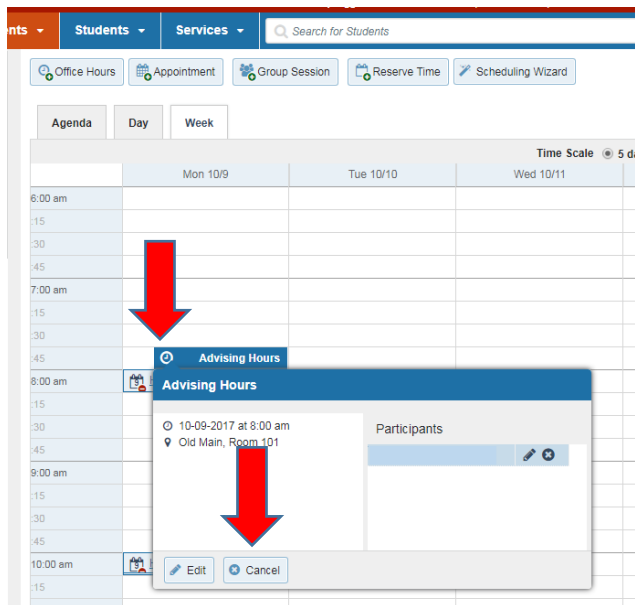 nts Students Services Search for Students
Office Hours Appointment Group Session Reserve Time Scheduling Wizard
Agenda Day Week
Time Scale 5 da
Mon 10/9 Tue 10/10 Wed 10/11
6:00 am
:15
:30
:45
7:00 am
:15
:30
:45 Advising Hours
8:00 am
Advising Hours
:15
:30 10-09-2017 at 8:00 am Participants
Old Main, Room 101
:45
9:00 am
:15
:30
:45
10:00 am Edit Cancel
:15